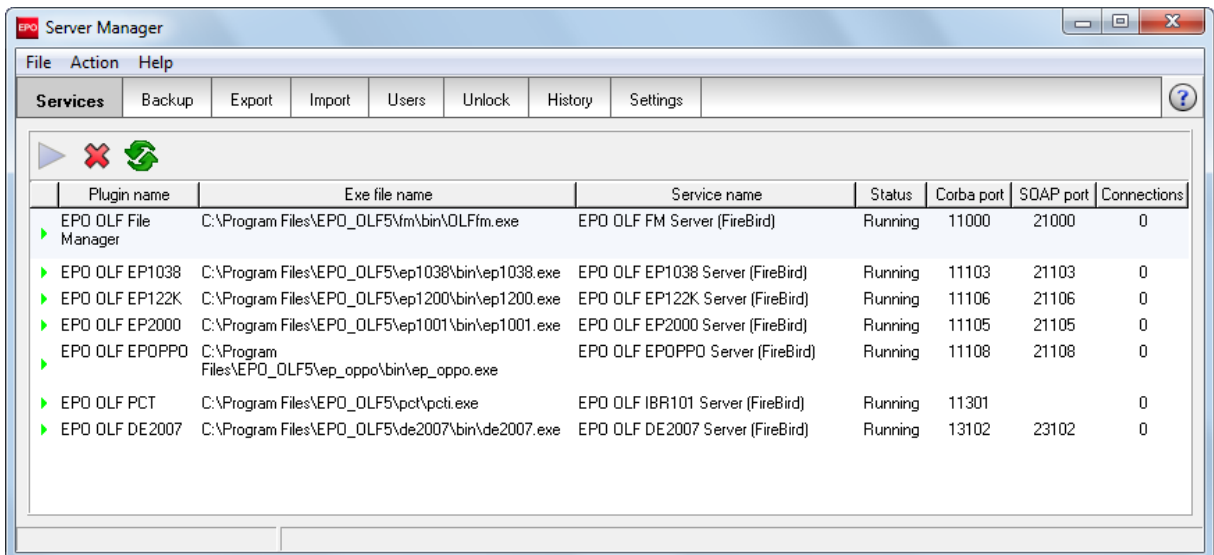 EPO Server Manager
File Action Help
Services Backup Export Import Users Unlock History Settings ?
Plugin name Exe file name Service name Status Corba port SOAP port Connections
EPO OLF File C:\Program Files\EPO_OLF5\fm\bin\OLFfm.exe EPO OLF FM Server (FireBird) Running 11000 21000 0
Manager
EPO OLF EP1038 C:\Program Files\EPO_OLF5\ep1038\bin\ep1038.exe EPO OLF EP1038 Server (FireBird) Running 11103 21103 0
EPO OLF EP122K C:\Program Files\EPO_OLF5\ep1200\bin\ep1200.exe EPO OLF EP122K Server (FireBird) Running 11106 21106 0
EPO OLF EP2000 C:\Program Files\EPO_OLF5\ep1001\bin\ep1001.exe EPO OLF EP2000 Server (FireBird) Running 11105 21105 0
EPO OLF EPOPPO C:\Program EPO OLF EPOPPO Server (FireBird) Running 11108 21108 0
Files\EPO_OLF5\ep_oppo\bin\ep_oppo.exe
EPO OLF PCT C:\Program Files\EPO_OLF5\pct\pcti.exe EPO OLF IBR101 Server (FireBird) Running 11301 0
EPO OLF DE2007 C:\Program Files\EPO_OLF5\de2007\bin\de2007.exe EPO OLF DE2007 Server (FireBird) Running 13102 23102 0